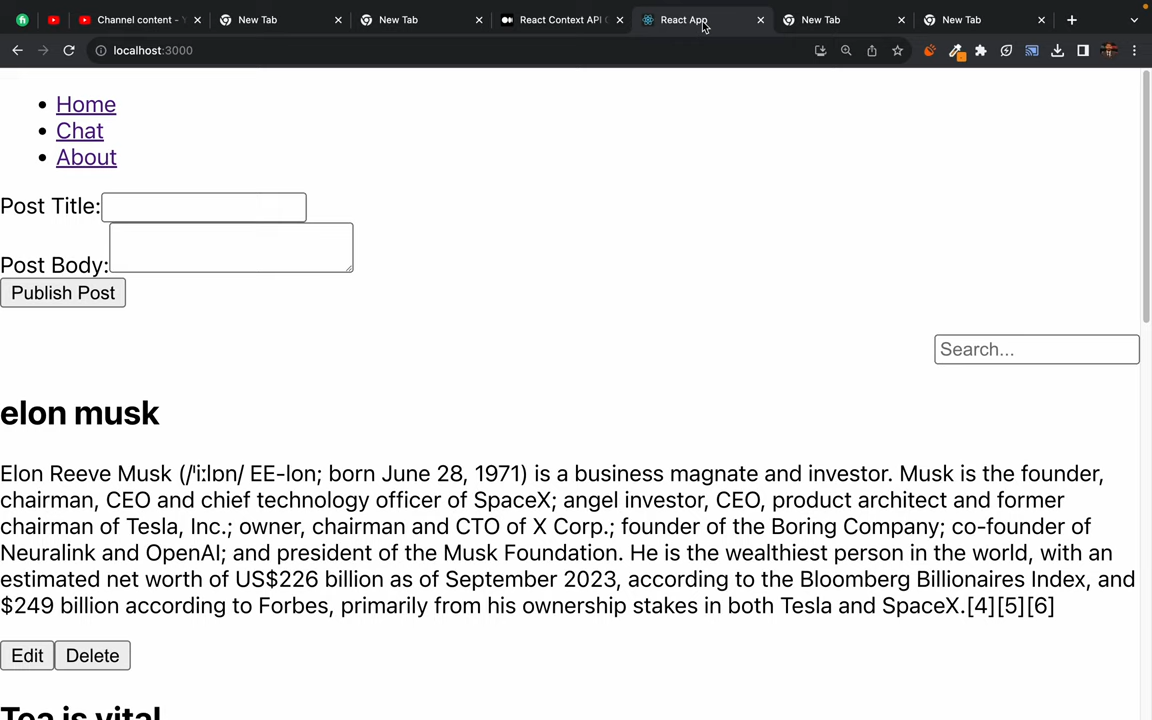 Channel content - Y
New Tab
New Tab
React Context API C
React App
New Tab
New Tab
localhost:3000
Home
Chat
About
Post Title:
Post Body:
Publish Post
Search...
elon musk
Elon Reeve Musk (/ˈiːlɒn/ EE-lon; born June 28, 1971) is a business magnate and investor. Musk is the founder,
chairman, CEO and chief technology officer of SpaceX; angel investor, CEO, product architect and former
chairman of Tesla, Inc.; owner, chairman and CTO of X Corp.; founder of the Boring Company; co-founder of
Neuralink and OpenAI; and president of the Musk Foundation. He is the wealthiest person in the world, with an
estimated net worth of US$226 billion as of September 2023, according to the Bloomberg Billionaires Index, and
$249 billion according to Forbes, primarily from his ownership stakes in both Tesla and SpaceX.[4][5][6]
Edit Delete
Tea is vital